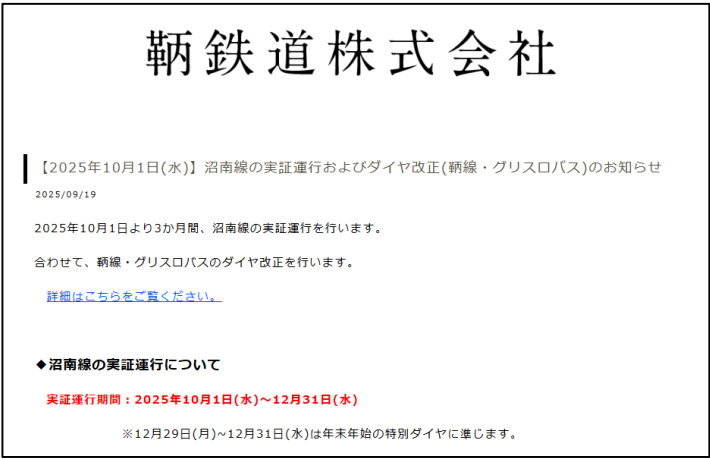 鞆鉄道株式会社
【2025年10月1日(水)】沼南線の実証運行およびダイヤ改正(鞆線・グリスロバス)のお知らせ
2025/09/19
2025年10月1日より3か月間、沼南線の実証運行を行います。
合わせて、鞆線・グリスロバスのダイヤ改正を行います。
詳細はこちらをご覧ください。
◆沼南線の実証運行について
実証運行期間：2025年10月1日(水)～12月31日(水)
※12月29日(月)~12月31日(水)は年末年始の特別ダイヤに準じます。